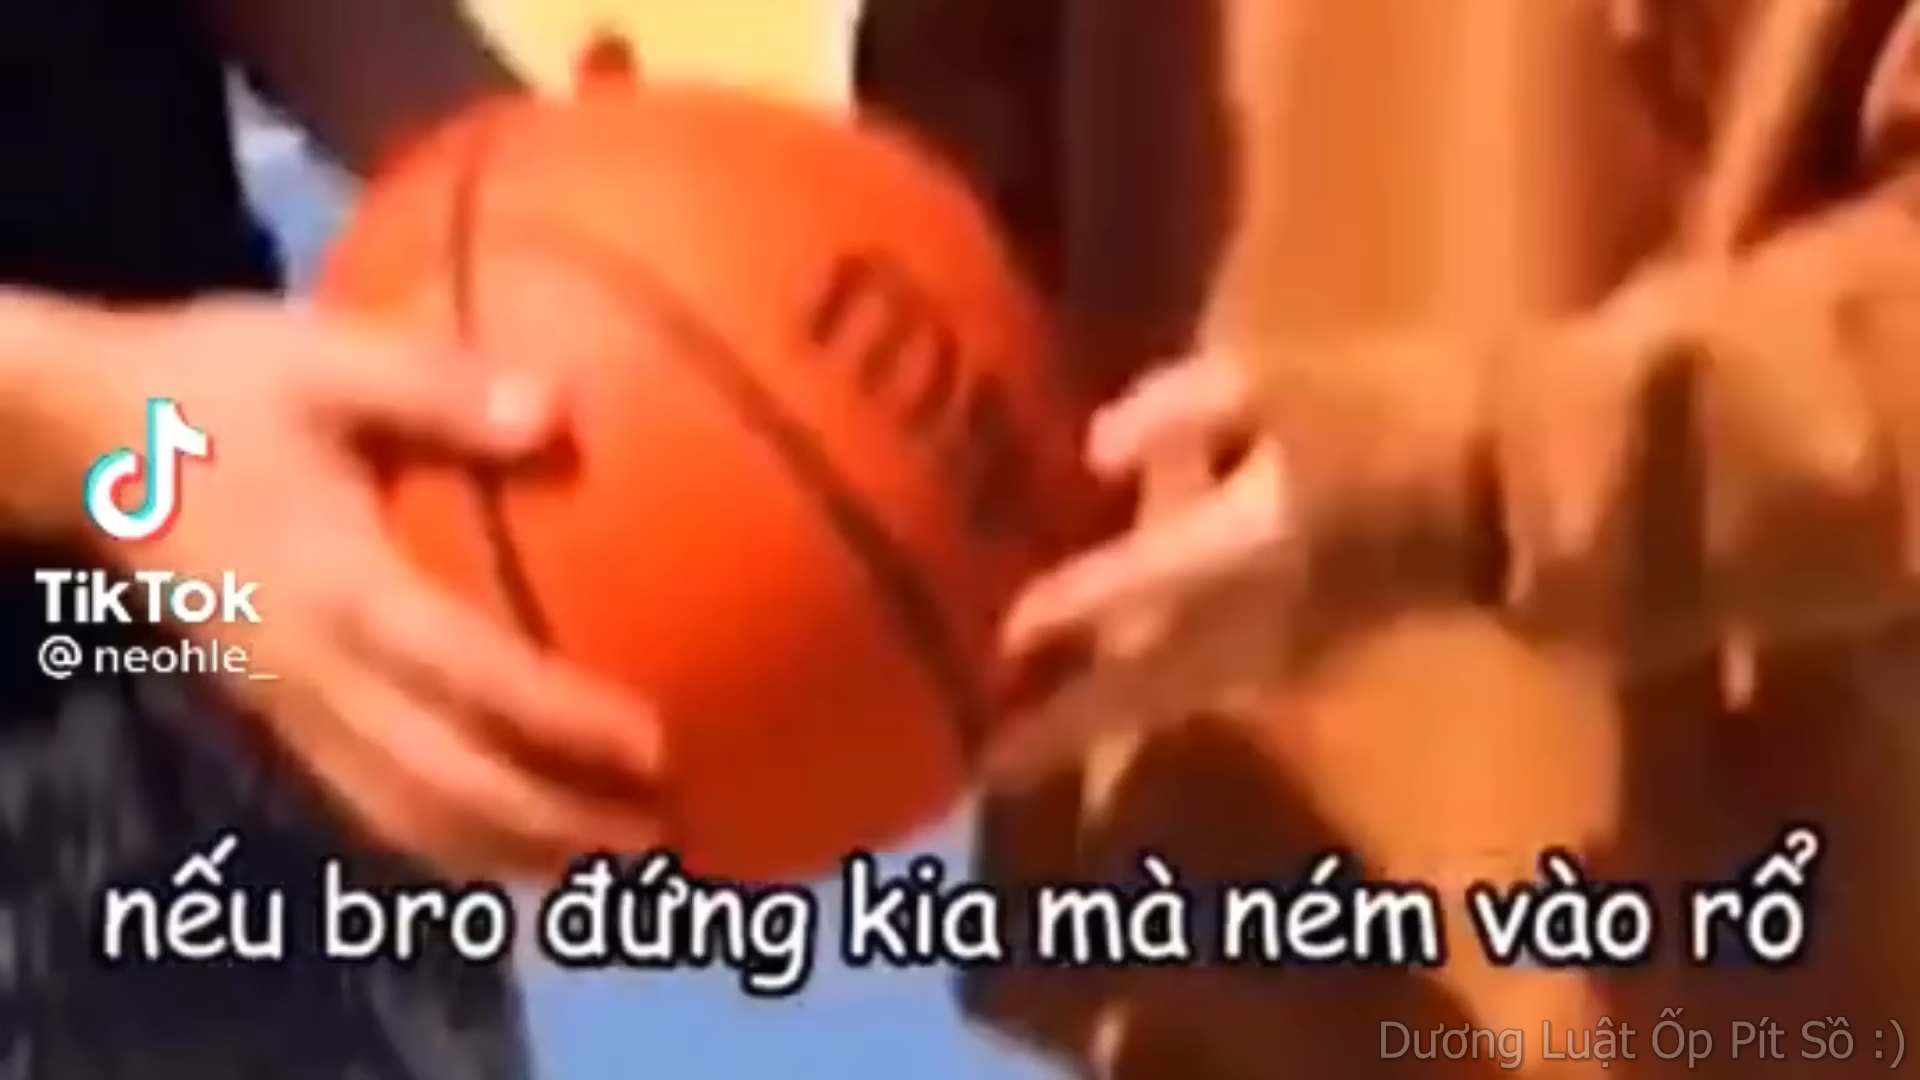 TikTok
@neohle_
nếu bro đứng kia mà ném vào rổ
Dương Luật Ốp Pít Sồ :)